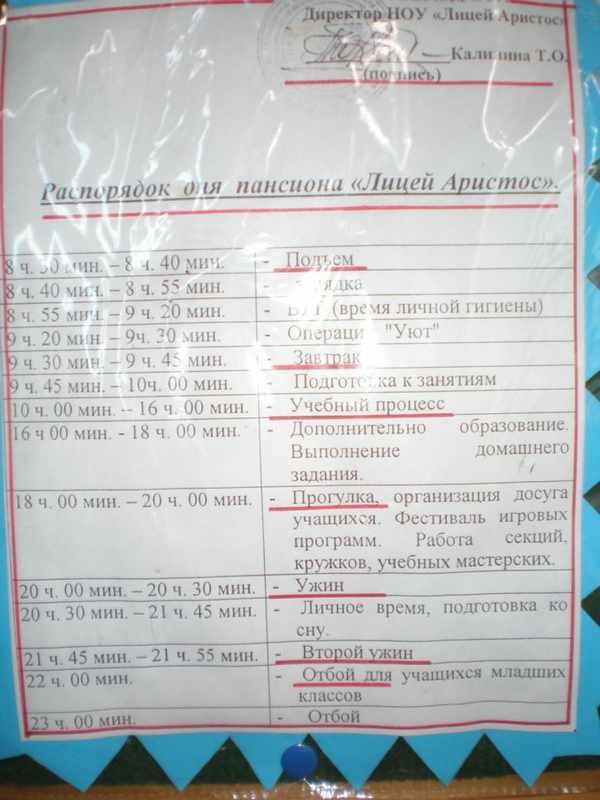 Директор НОУ «Лицей Аристос»
Калинина Т.О.
(подпись)
Распорядок дня пансиона «Лицей Аристос».
8 ч. 30 мин. – 8 ч. 40 мин. - Подъем
8 ч. 40 мин. – 8 ч. 55 мин. -
8 ч. 55 мин – 9 ч. 20 мин. - (время личной гигиены)
9 ч. 20 мин. – 9ч. 30 мин. - Операци "Уют"
9 ч. 30 мин – 9 ч. 45 мин. - Завтрак
9 ч. 45 мин. – 10ч. 00 мин. - Подготовка к занятиям
10 ч. 00 мин. – 16 ч. 00 мин. - Учебный процесс
16 ч 00 мин. - 18 ч. 00 мин. - Дополнительно образование.
Выполнение домашнего
задания.
18 ч. 00 мин. – 20 ч. 00 мин. - Прогулка, организация досуга
учащихся. Фестиваль игровых
программ. Работа секций,
кружков, учебных мастерских.
20 ч. 00 мин. – 20 ч. 30 мин. - Ужин
20 ч. 30 мин. – 21 ч. 45 мин. - Личное время, подготовка ко
сну.
21 ч. 45 мин. – 21 ч. 55 мин. - Второй ужин
22 ч. 00 мин. - Отбой для учащихся младших
классов
23 ч. 00 мин. - Отбой